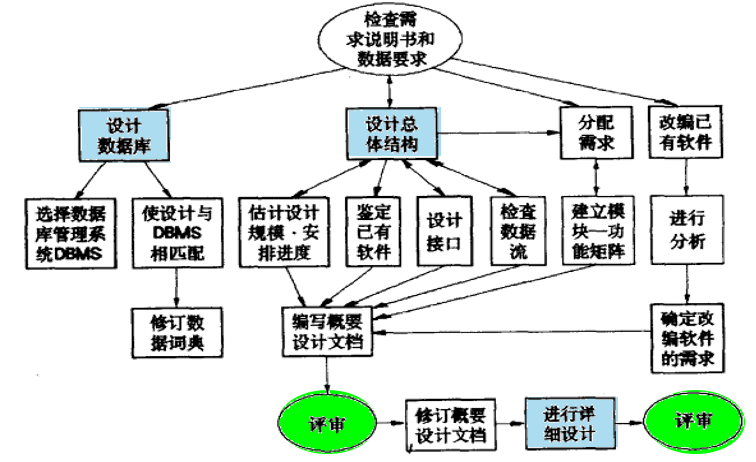 检查需
求说明书和
数据要求
设计
数据库
设计总
体结构
分配
需求
改编已
有软件
选择数据
库管理系
统DBMS
使设计与
DBMS
相匹配
估计设计
规模·安
排进度
鉴定
已有
软件
设计
接口
检查
数据
流
建立模
块—功
能矩阵
进行
分析
修订数
据词典
编写概要
设计文档
确定改
编软件
的需求
评审
修订概要
设计文档
进行详
细设计
评审